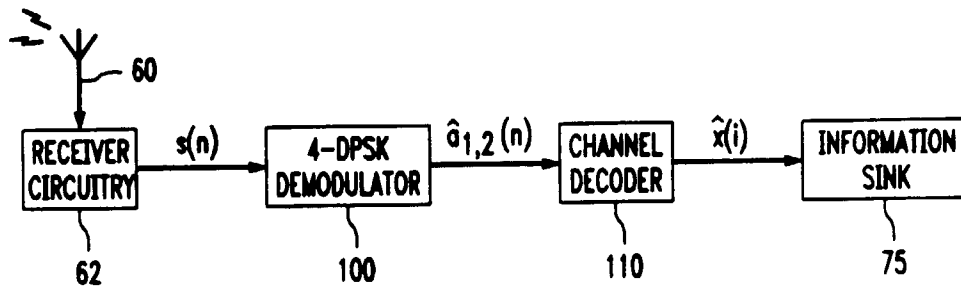 60
RECEIVER
CIRCUITRY
s(n)
4-DPSK
DEMODULATOR
â1,2(n)
CHANNEL
DECODER
x̂(i)
INFORMATION
SINK
62
100
110
75